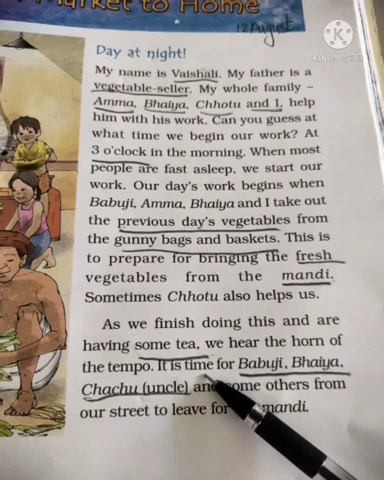 Market to Home
12 August
KINEMASTER
Day at night!
My name is Vaishali. My father is a
vegetable-seller. My whole family –
Amma, Bhaiya, Chhotu and I, help
him with his work. Can you guess at
what time we begin our work? At
3 o'clock in the morning. When most
people are fast asleep, we start our
work. Our day's work begins when
Babuji, Amma, Bhaiya and I take out
the previous day's vegetables from
the gunny bags and baskets. This is
to prepare for bringing the fresh
vegetables from the mandi.
Sometimes Chhotu also helps us.
As we finish doing this and are
having some tea, we hear the horn of
the tempo. It is time for Babuji, Bhaiya,
Chachu (uncle) and some others from
our street to leave for mandi.